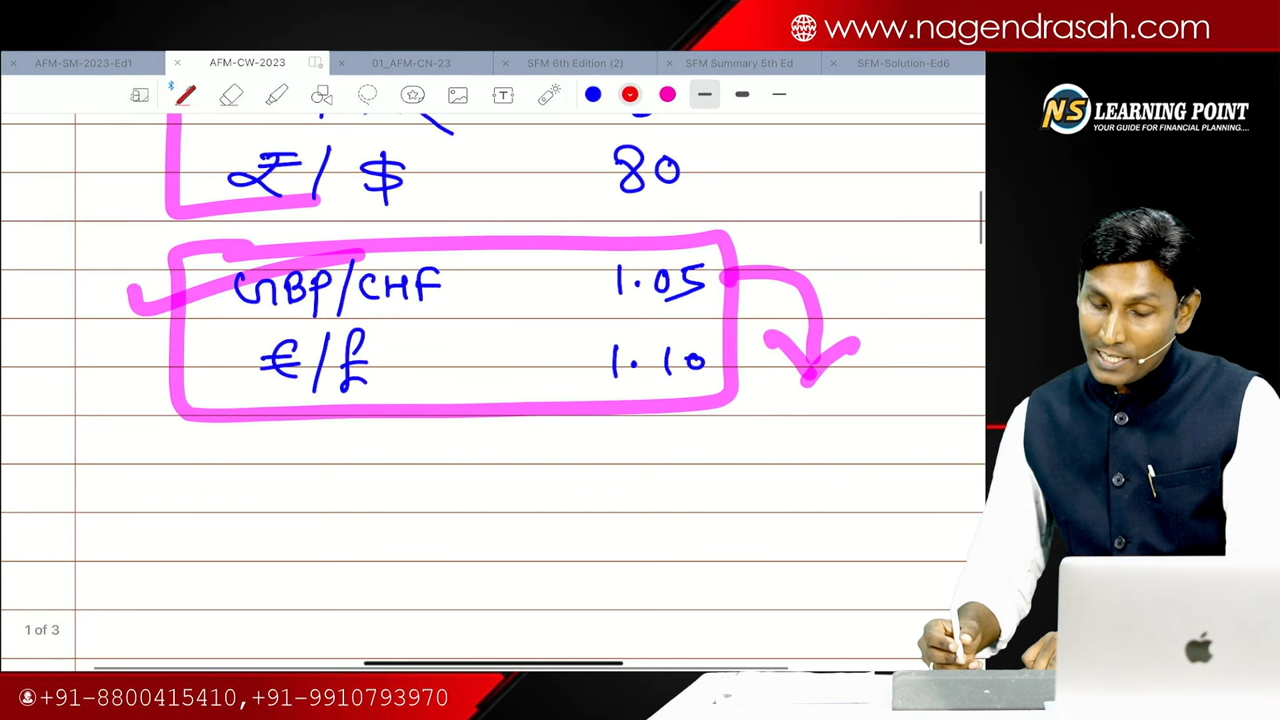 www.nagendrasah.com
AFM-SM-2023-Ed1
AFM-CW-2023
01_AFM-CN-23
SFM 6th Edition (2)
SFM Summary 5th Ed
SFM-Solution-Ed6
NS LEARNING POINT
YOUR GUIDE FOR FINANCIAL PLANNING....
₹/ $ 80
GBP/CHF 1.05
€/£ 1.10
1 of 3
+91-8800415410,+91-9910793970